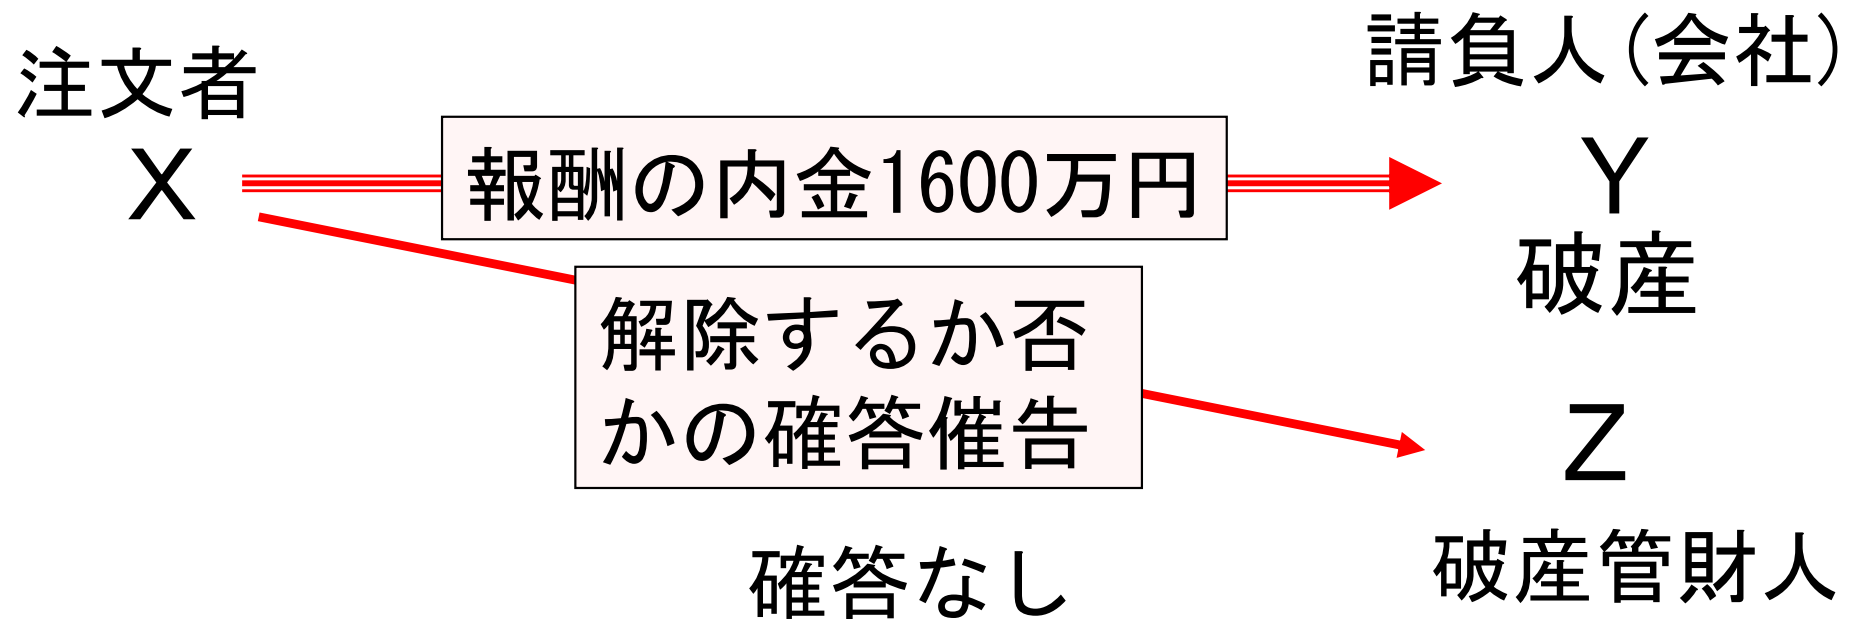 注文者
X
報酬の内金1600万円
請負人(会社)
Y
破産
解除するか否
かの確答催告
Z
破産管財人
確答なし